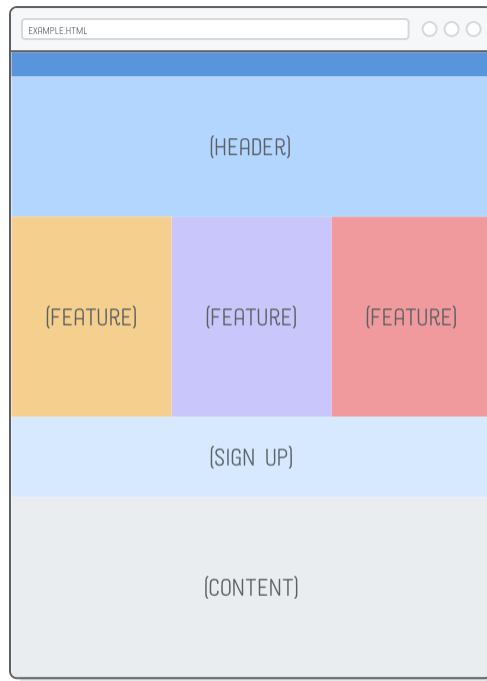 EXAMPLE.HTML
(HEADER)
(FEATURE) (FEATURE) (FEATURE)
(SIGN UP)
(CONTENT)